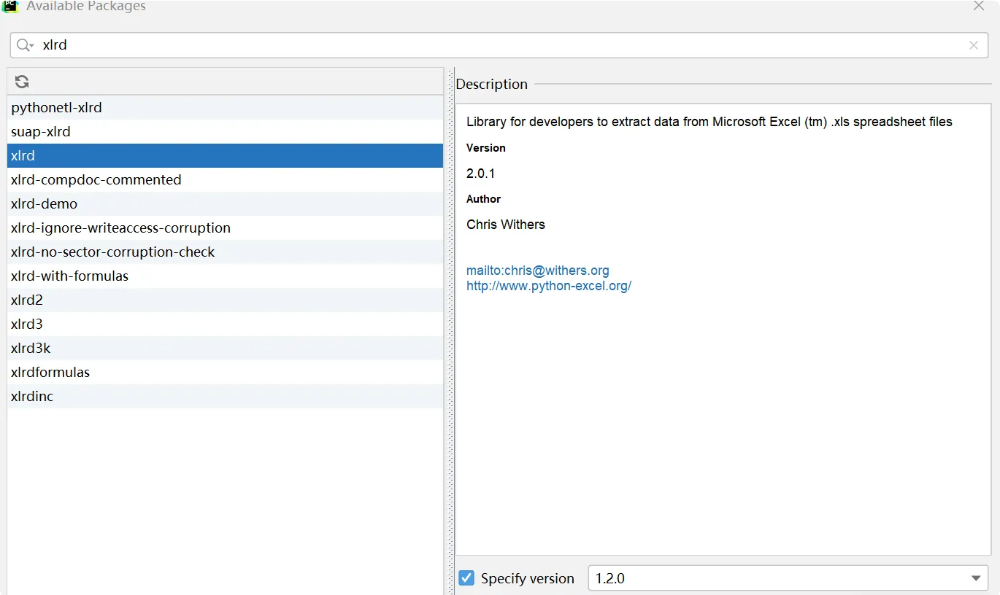 Available Packages
xlrd
pythonetl-xlrd
suap-xlrd
xlrd
xlrd-compdoc-commented
xlrd-demo
xlrd-ignore-writeaccess-corruption
xlrd-no-sector-corruption-check
xlrd-with-formulas
xlrd2
xlrd3
xlrd3k
xlrdformulas
xlrdinc
Description
Library for developers to extract data from Microsoft Excel (tm) .xls spreadsheet files
Version
2.0.1
Author
Chris Withers
mailto:chris@withers.org
http://www.python-excel.org/
Specify version
1.2.0